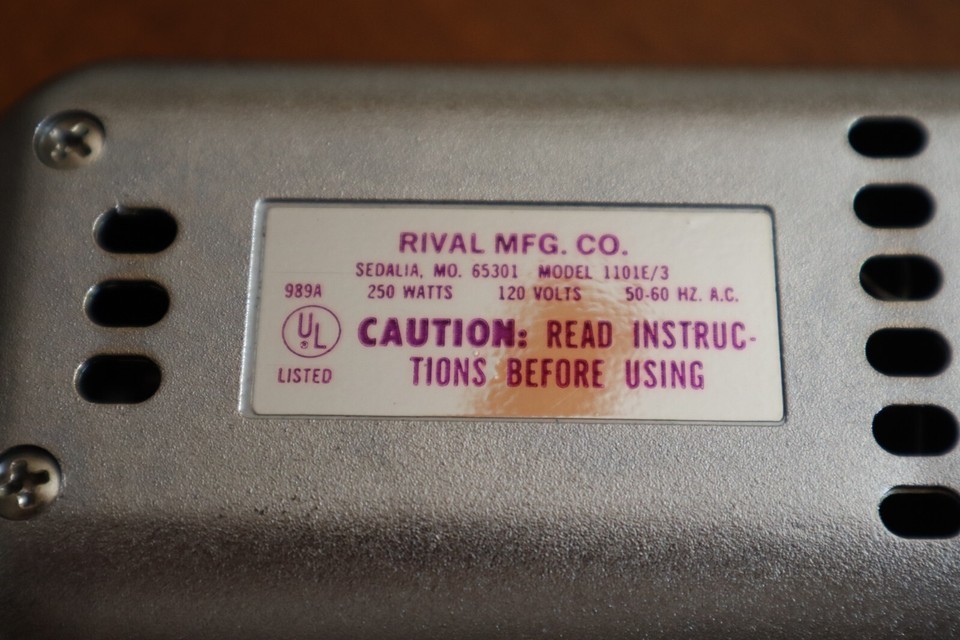 RIVAL MFG. CO.
SEDALIA, MO. 65301 MODEL 1101E/3
989A 250 WATTS 120 VOLTS 50-60 HZ. A.C.
UL CAUTION: READ INSTRUC-
LISTED TIONS BEFORE USING